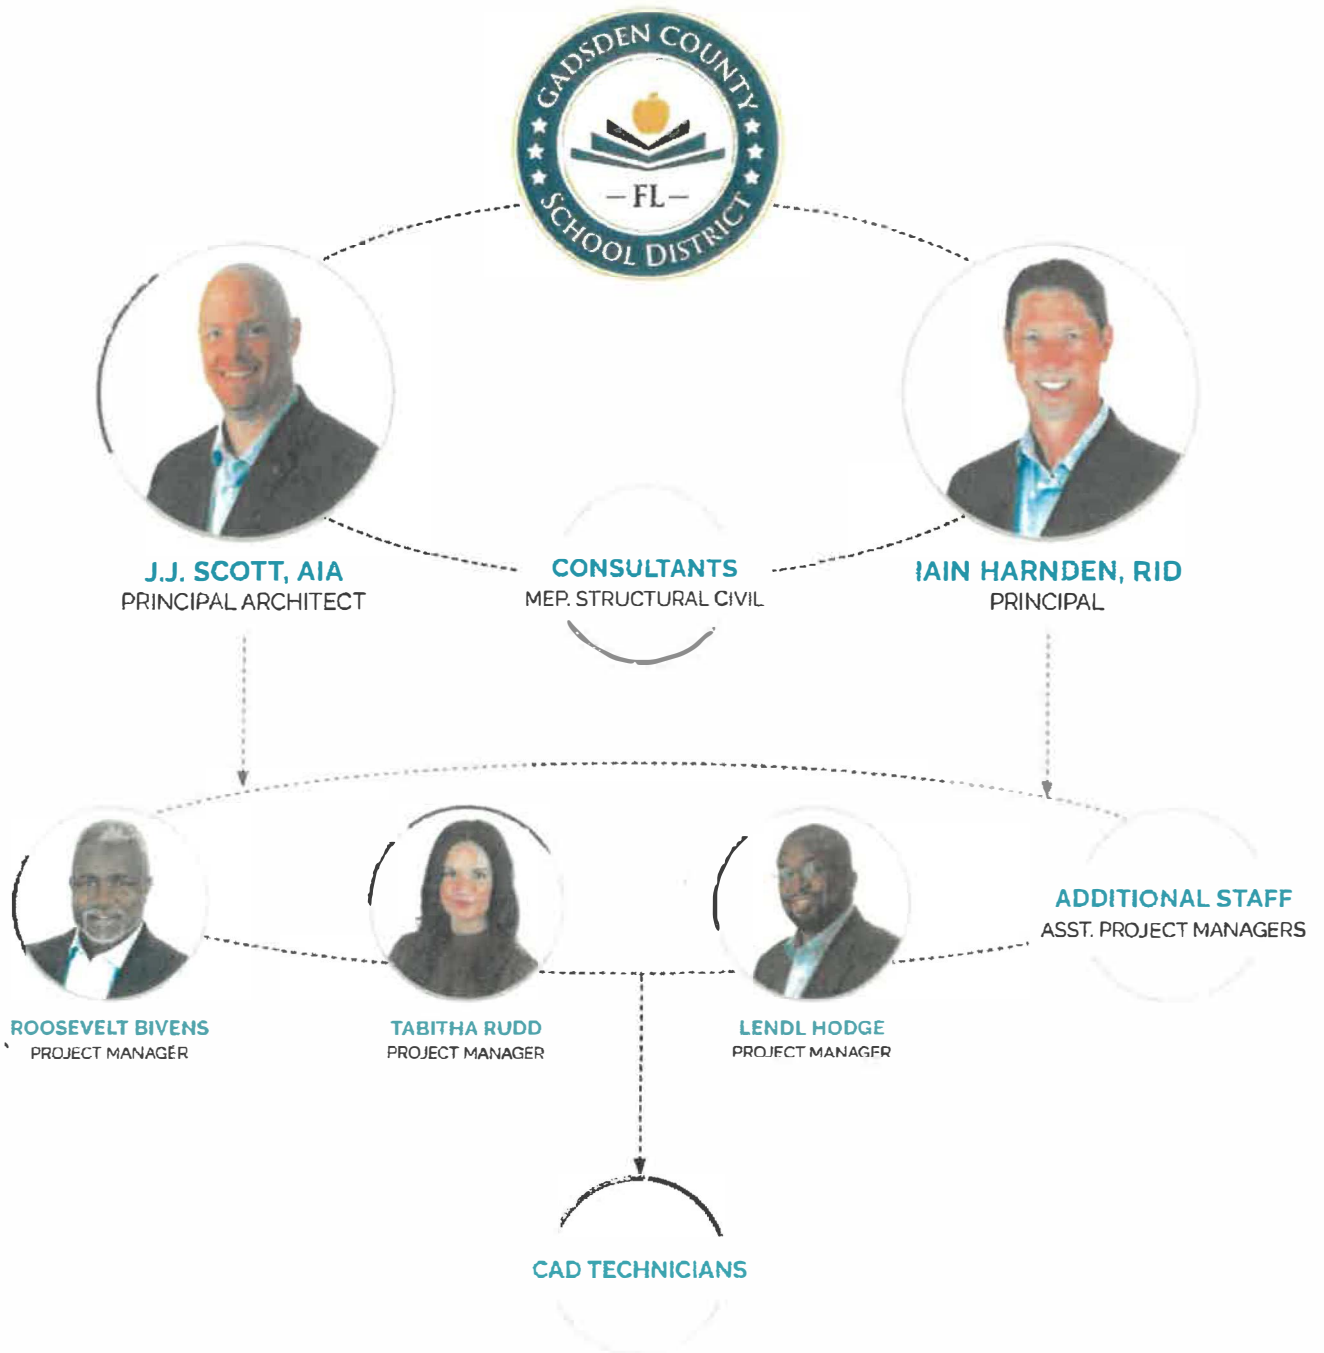 GADSDEN COUNTY
FL
SCHOOL DISTRICT
J.J. SCOTT, AIA
PRINCIPAL ARCHITECT
CONSULTANTS
MEP. STRUCTURAL CIVIL
IAIN HARNDEN, RID
PRINCIPAL
ADDITIONAL STAFF
ASST. PROJECT MANAGERS
ROOSEVELT BIVENS
PROJECT MANAGER
TABITHA RUDD
PROJECT MANAGER
LENDL HODGE
PROJECT MANAGER
CAD TECHNICIANS